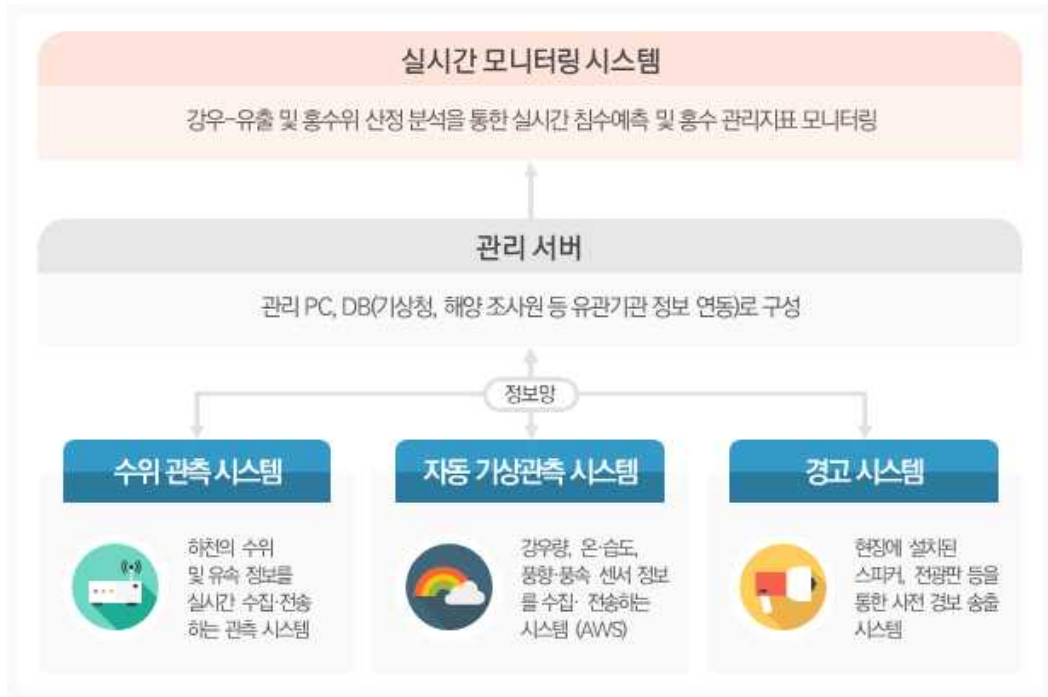 실시간 모니터링 시스템
강우-유출 및 홍수위 산정 분석을 통한 실시간 침수예측 및 홍수 관리지표 모니터링
관리 서버
관리 PC, DB(기상청, 해양 조사원 등 유관기관 정보 연동)로 구성
정보망
수위 관측 시스템
하천의 수위
및 유속 정보를
실시간 수집·전송
하는 관측 시스템
자동 기상관측 시스템
강우량, 온·습도,
풍향·풍속 센서 정보
를 수집· 전송하는
시스템 (AWS)
경고 시스템
현장에 설치된
스피커, 전광판 등을
통한 사전 경보 송출
시스템